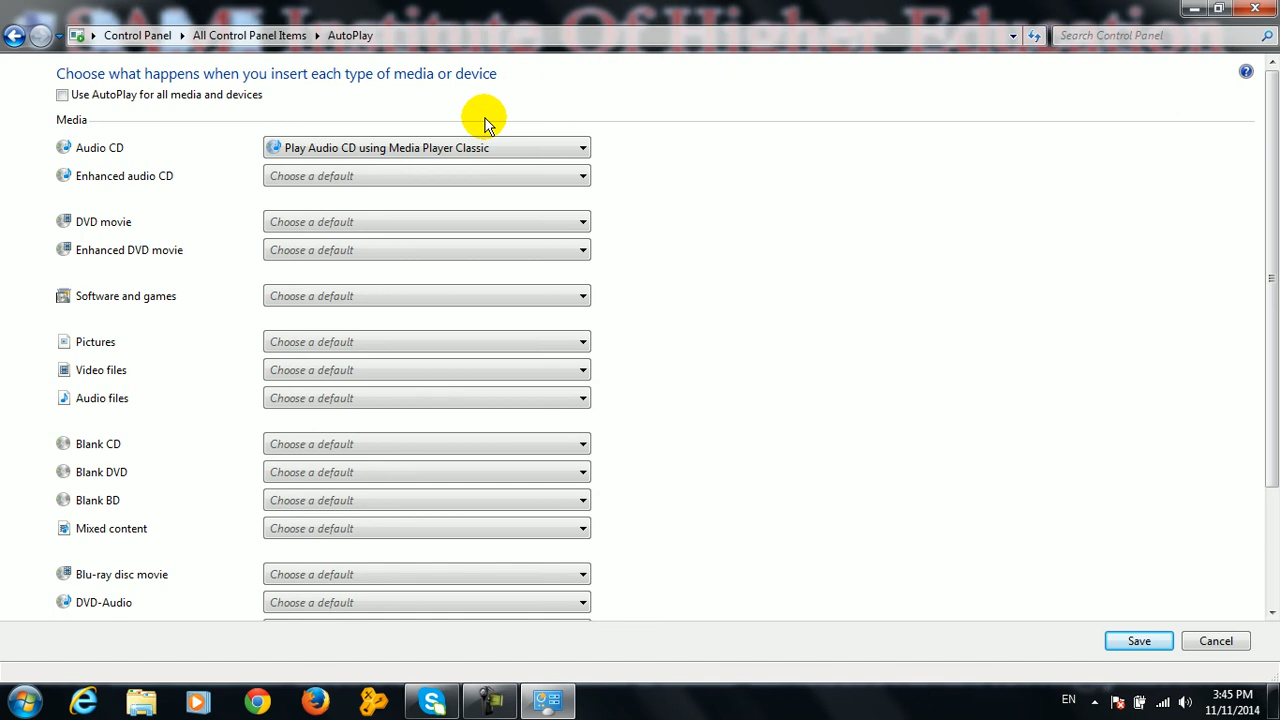 Control Panel All Control Panel Items AutoPlay Search Control Panel
Choose what happens when you insert each type of media or device
Use AutoPlay for all media and devices
Media
Audio CD Play Audio CD using Media Player Classic
Enhanced audio CD Choose a default
DVD movie Choose a default
Enhanced DVD movie Choose a default
Software and games Choose a default
Pictures Choose a default
Video files Choose a default
Audio files Choose a default
Blank CD Choose a default
Blank DVD Choose a default
Blank BD Choose a default
Mixed content Choose a default
Blu-ray disc movie Choose a default
DVD-Audio Choose a default
Save Cancel
EN 3:45 PM
11/11/2014